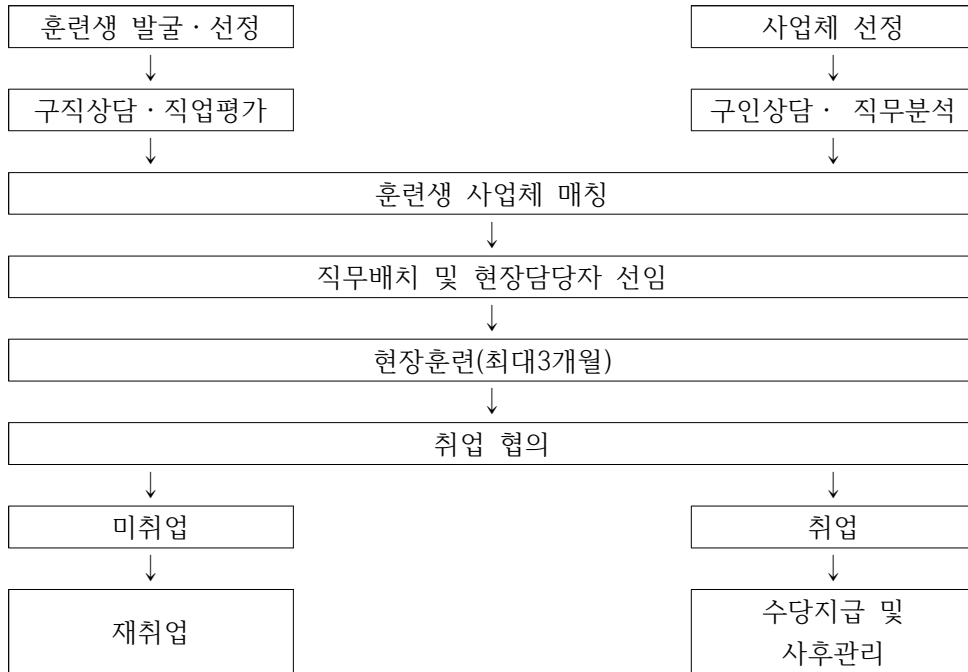 훈련생 발굴 · 선정
사업체 선정
↓
↓
구직상담 · 직업평가
구인상담 · 직무분석
↓
↓
훈련생 사업체 매칭
↓
직무배치 및 현장담당자 선임
↓
현장훈련(최대3개월)
↓
취업 협의
↓
↓
미취업
취업
↓
↓
재취업
수당지급 및
사후관리